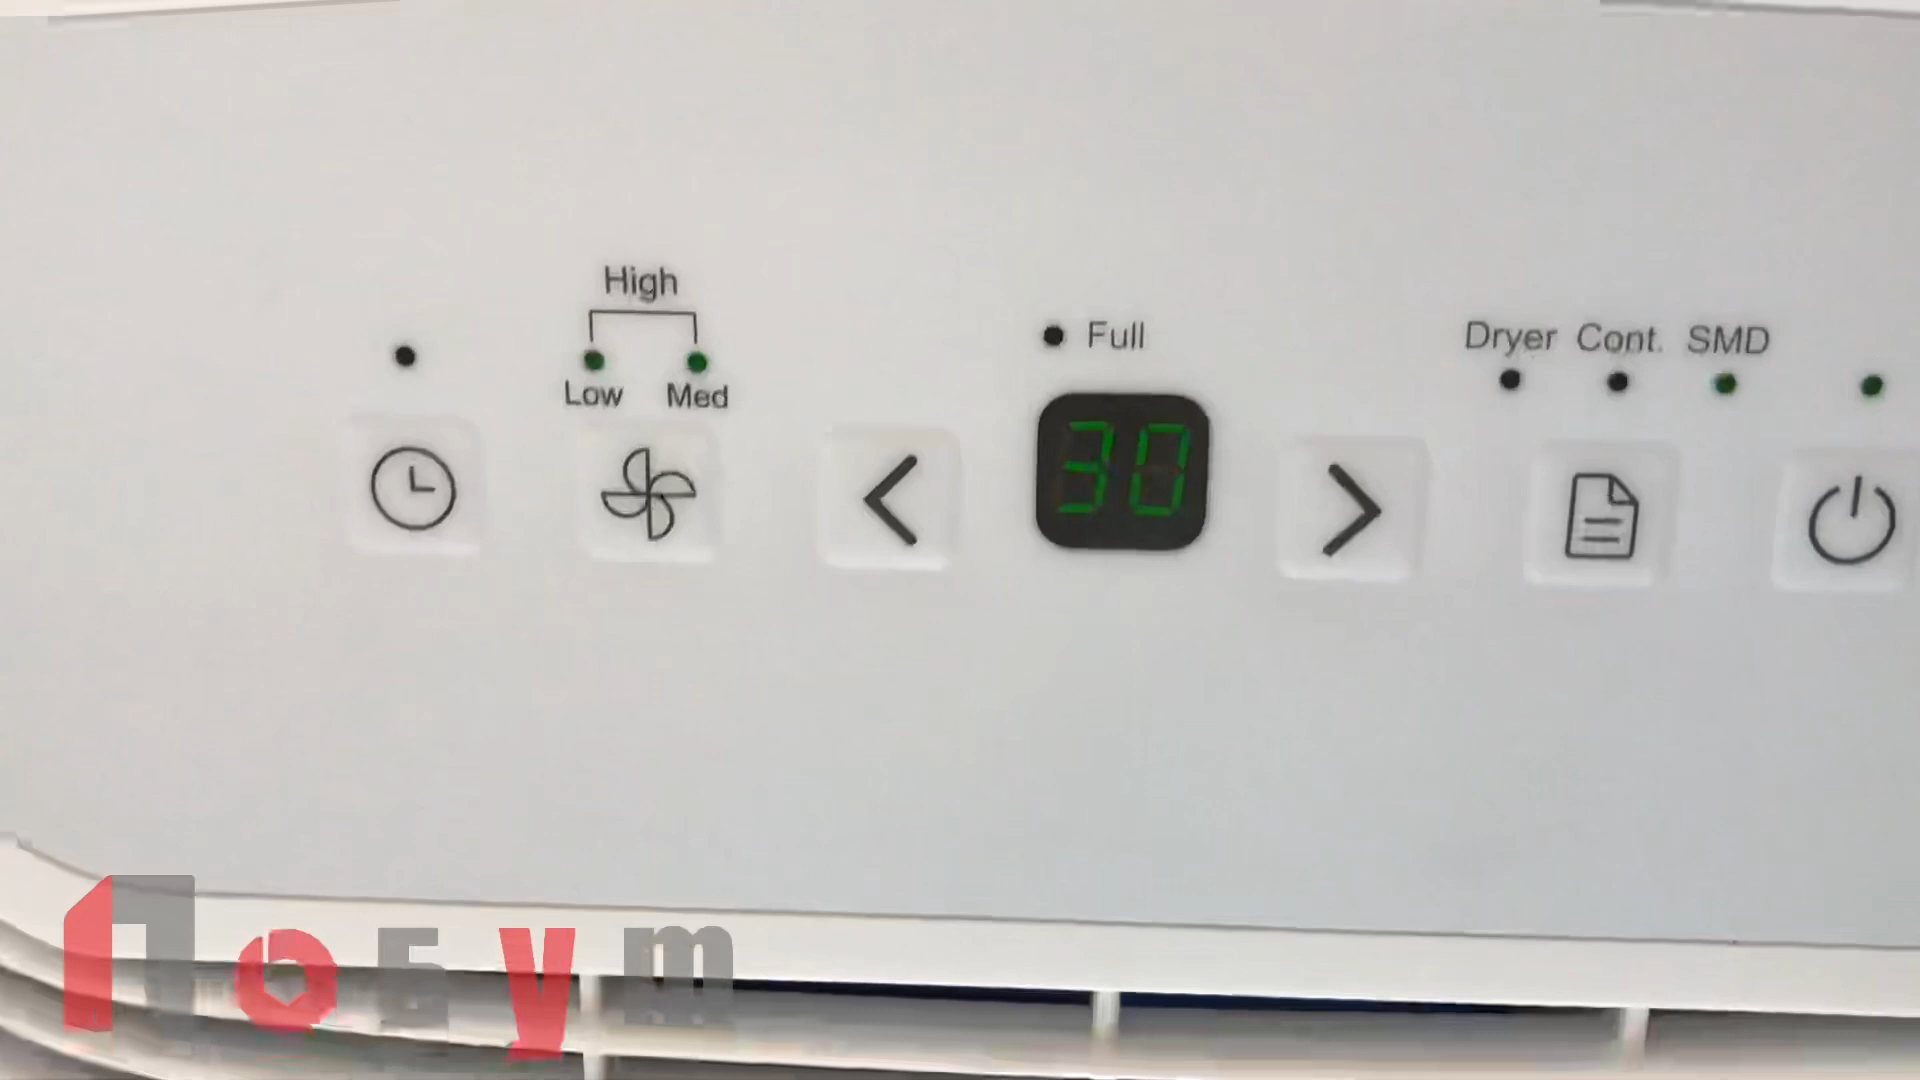 High
Low Med
Full
30
Dryer Cont. SMD
Побут